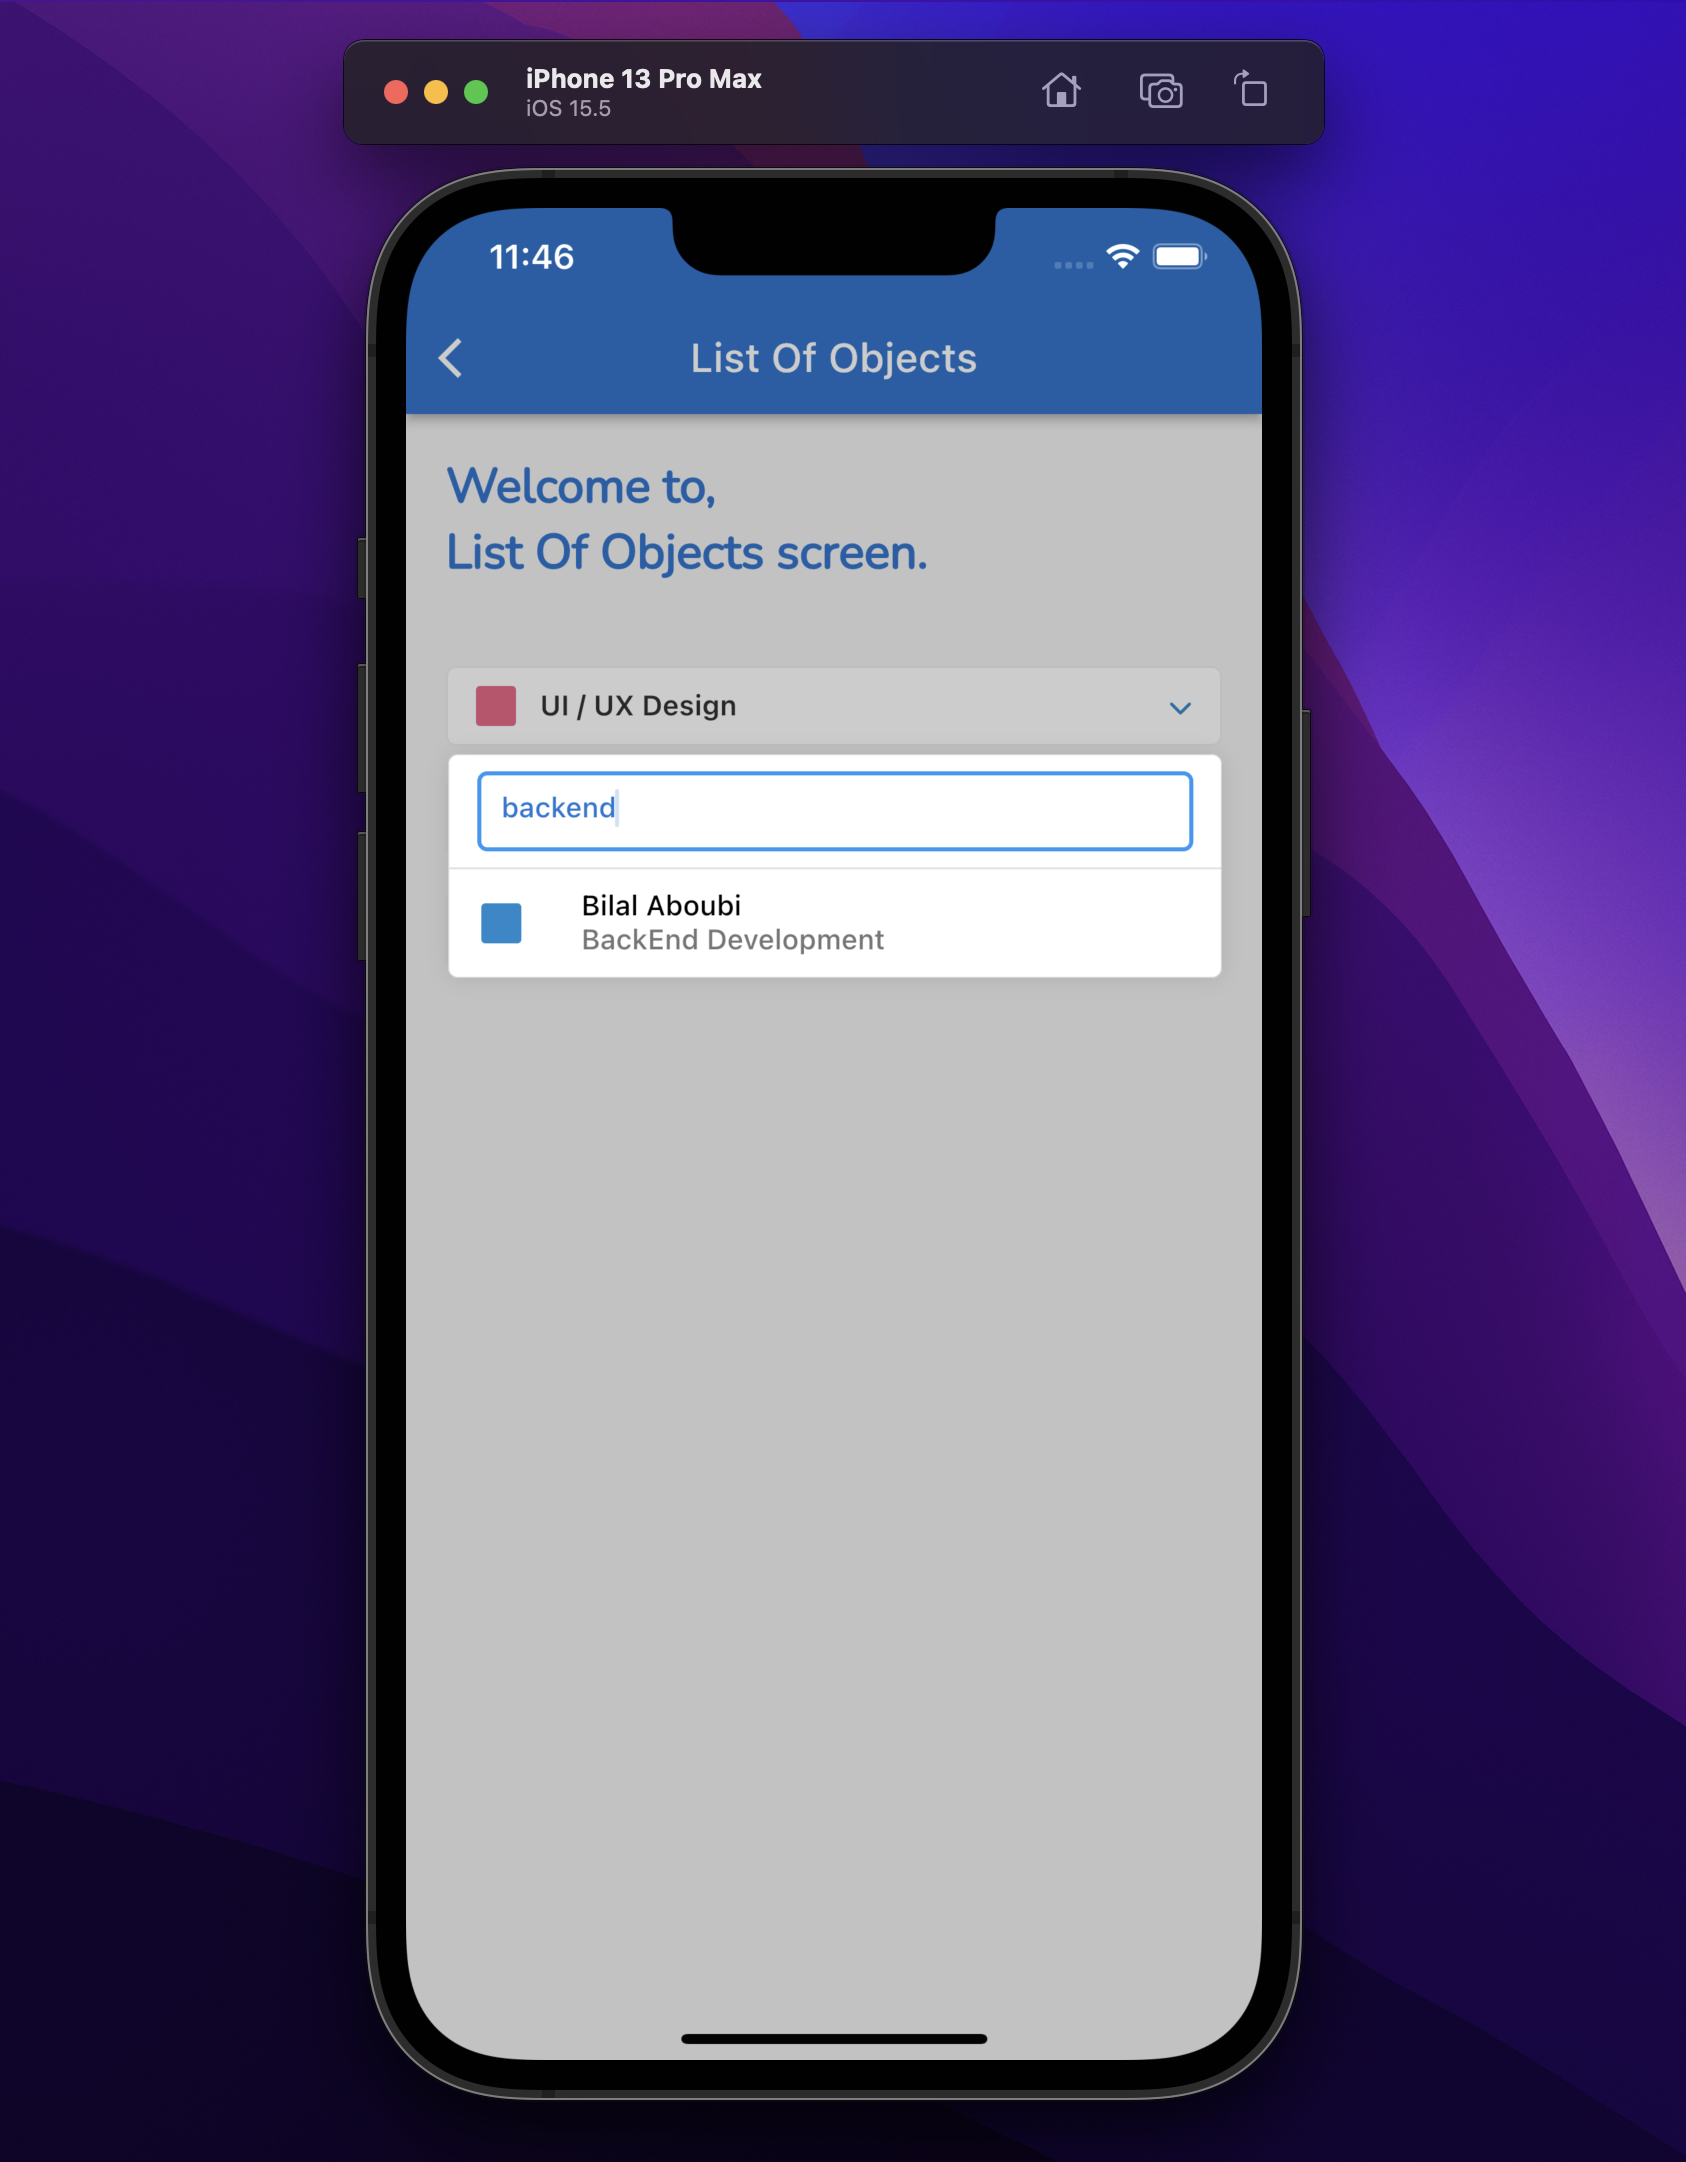 iPhone 13 Pro Max
iOS 15.5
11:46
List Of Objects
Welcome to,
List Of Objects screen.
UI / UX Design
backend
Bilal Aboubi
BackEnd Development